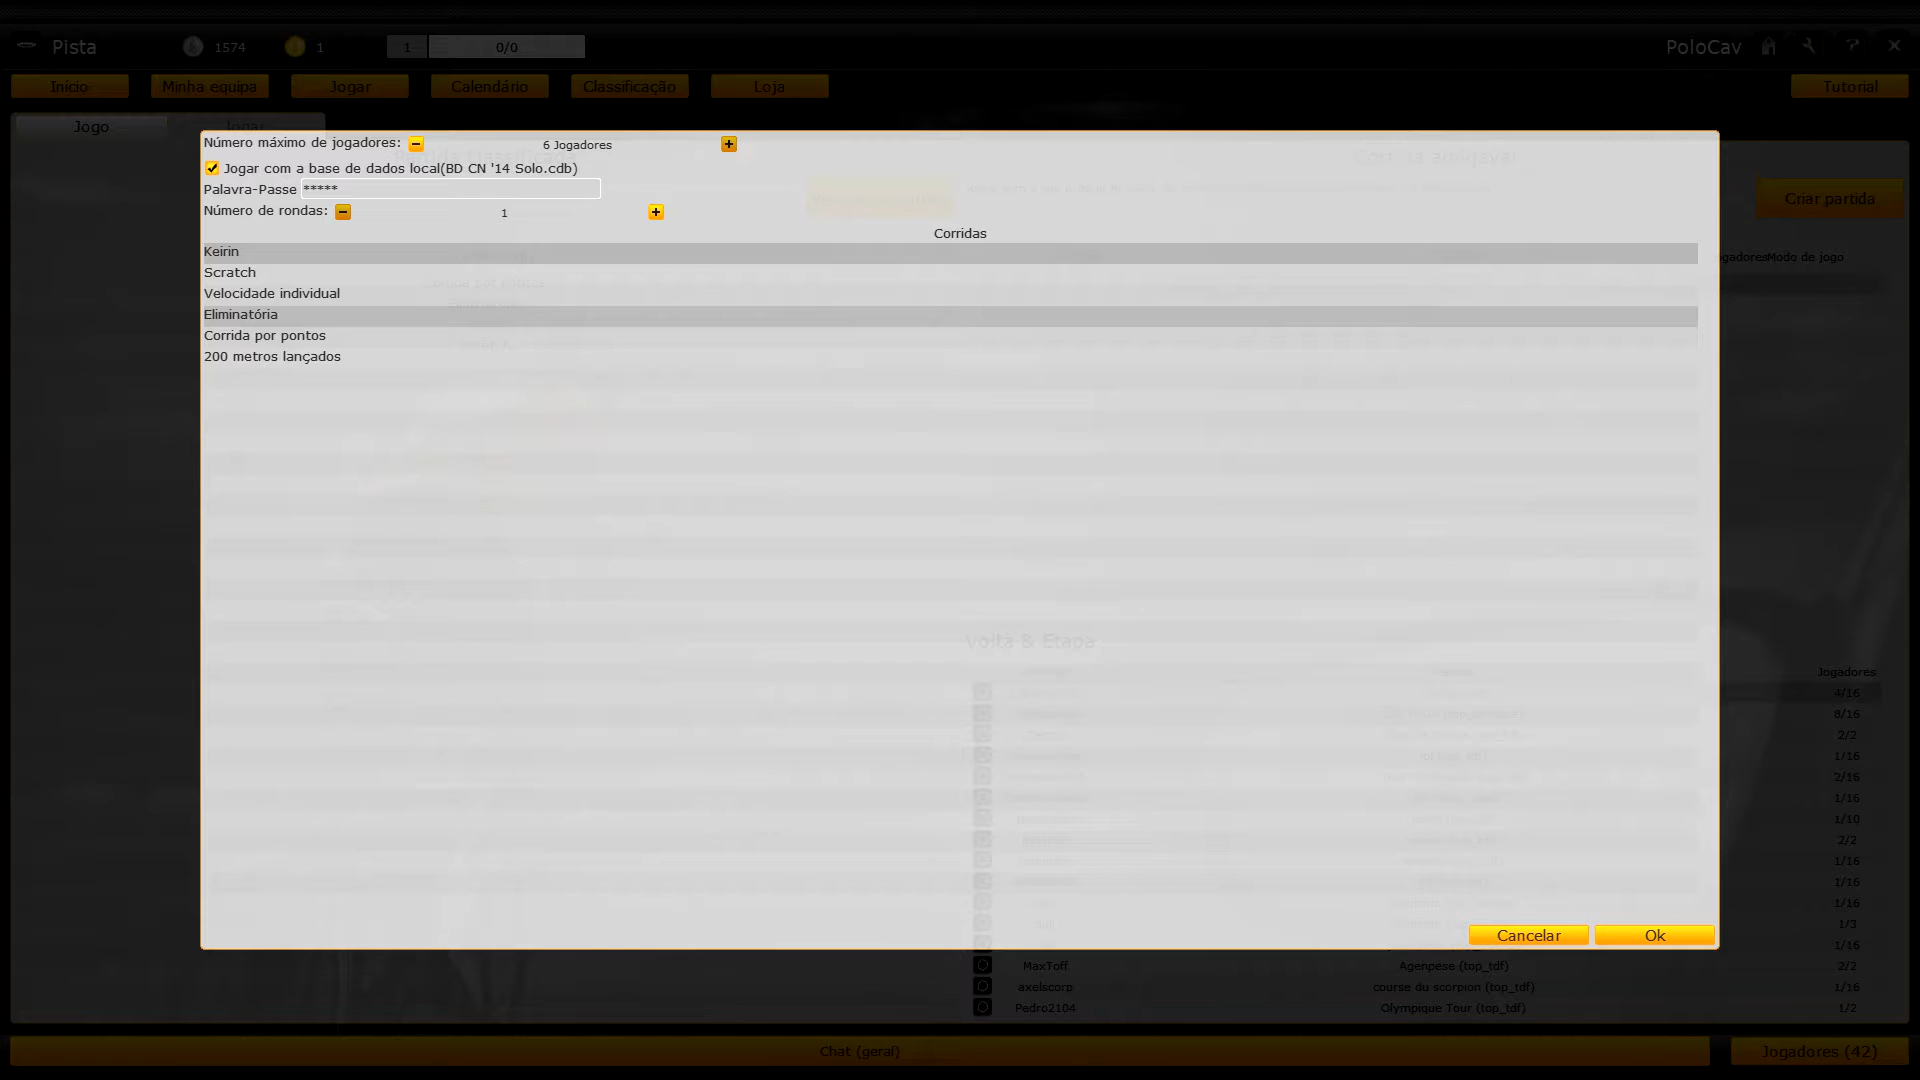 Pista 1574 1 1 0/0 PoloCav
Início Minha equipa Jogar Calendário Classificação Loja Tutorial
Jogo Jogar
Número máximo de jogadores: 6 Jogadores
Jogar com a base de dados local(BD CN '14 Solo.cdb)
Palavra-Passe *****
Criar partida
Número de rondas: 1
Corridas
Keirin
Modo de jogo
Scratch
Velocidade individual
Eliminatória
Corrida por pontos
200 metros lançados
Volta & Etapa
Jogadores
4/16
8/16
2/2
1/16
2/16
1/16
1/10
2/2
1/16
1/16
1/16
1/3
Cancelar Ok
1/16
MaxToff Agenpese (top_tdf) 2/2
axelscorp course du scorpion (top_tdf) 1/16
Pedro2104 Olympique Tour (top_tdf) 1/2
Chat (geral) Jogadores (42)